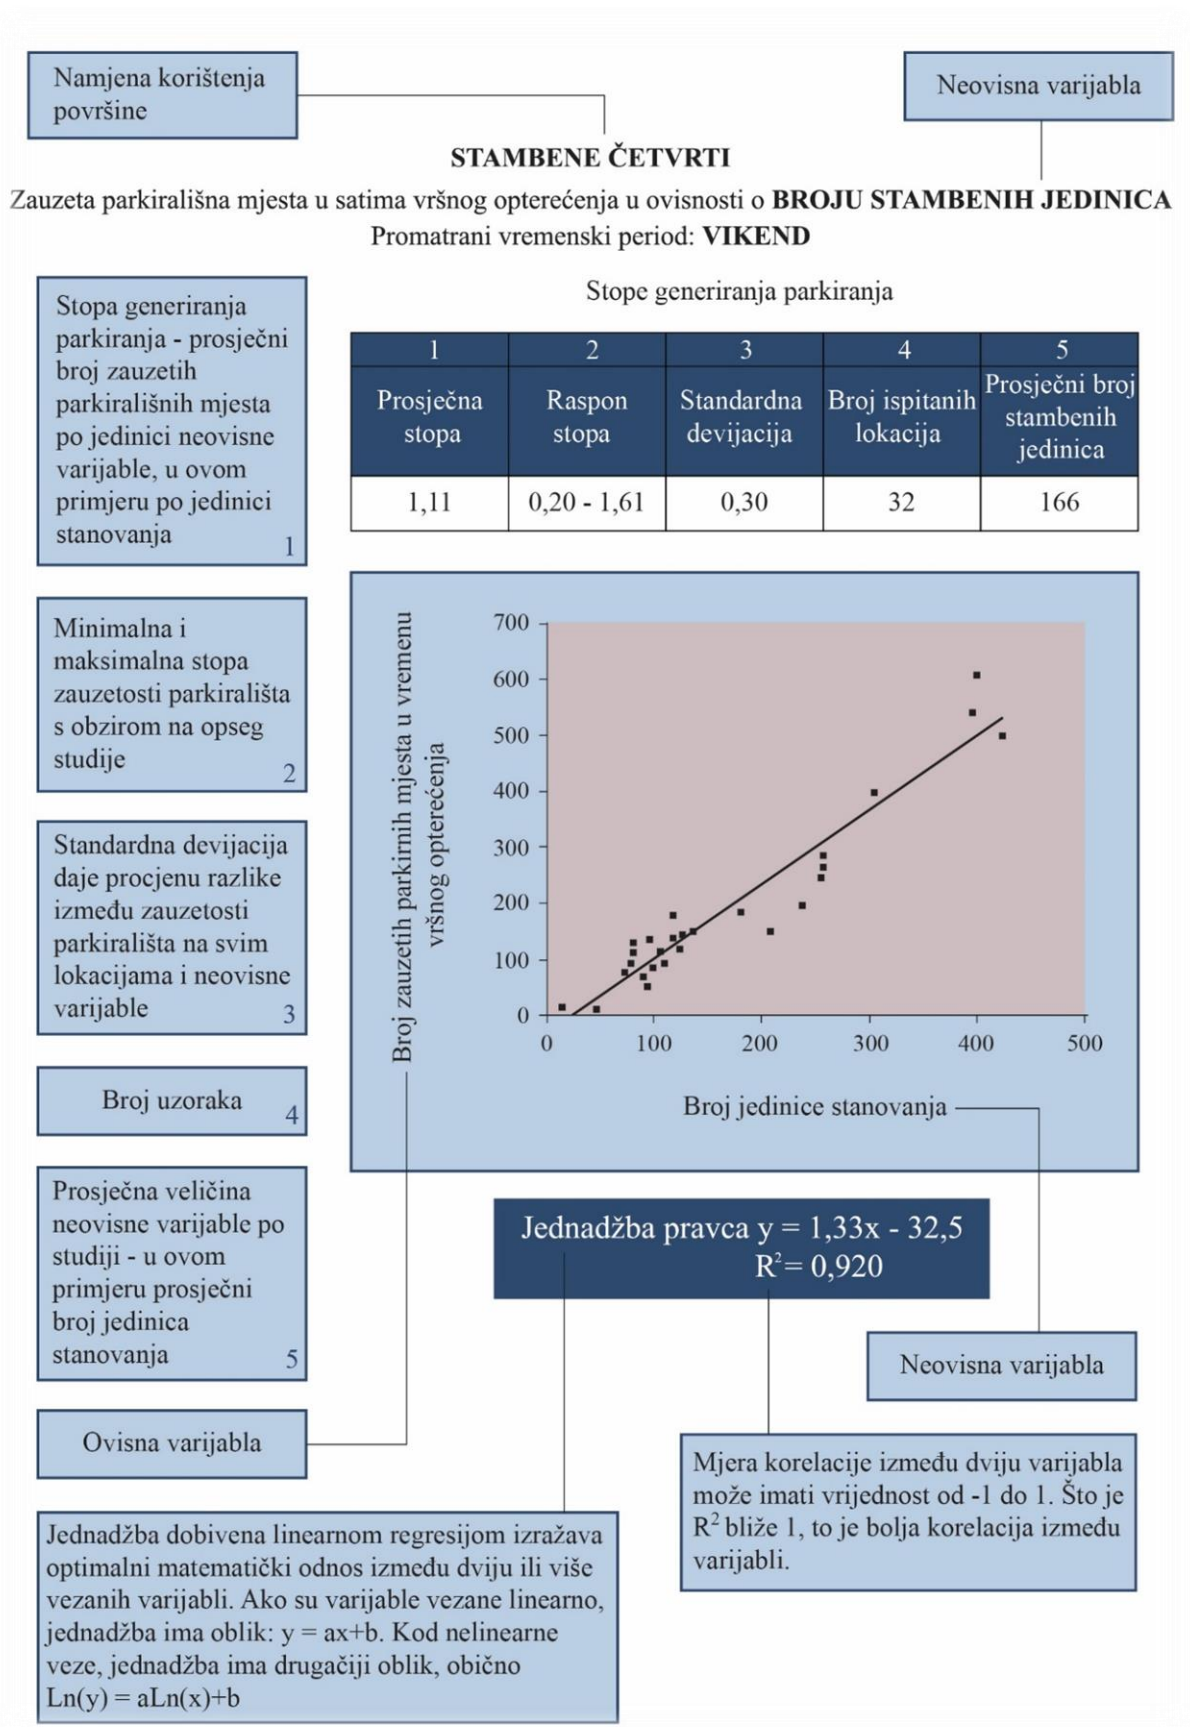 Namjena korištenja
površine
Neovisna varijabla
STAMBENE ČETVRTI
Zauzeta parkirališna mjesta u satima vršnog opterećenja u ovisnosti o BROJU STAMBENIH JEDINICA
Promatrani vremenski period: VIKEND
Stopa generiranja
parkiranja - prosječni
broj zauzetih
parkirališnih mjesta
po jedinici neovisne
varijable, u ovom
primjeru po jedinici
stanovanja
1
Minimalna i
maksimalna stopa
zauzetosti parkirališta
s obzirom na opseg
studije
2
Standardna devijacija
daje procjenu razlike
između zauzetosti
parkirališta na svim
lokacijama i neovisne
varijable
3
Broj uzoraka
4
Prosječna veličina
neovisne varijable po
studiji - u ovom
primjeru prosječni
broj jedinica
stanovanja
5
Ovisna varijabla
Stope generiranja parkiranja
1 2 3 4 5
Prosječna
stopa
Raspon
stopa
Standardna
devijacija
Broj ispitanih
lokacija
Prosječni broj
stambenih
jedinica
1,11 0,20 - 1,61 0,30 32 166
Broj zauzetih parkirnih mjesta u vremenu
vršnog opterećenja
700
600
500
400
300
200
100
0
0 100 200 300 400 500
Broj jedinice stanovanja
Jednadžba pravca y = 1,33x - 32,5
R² = 0,920
Neovisna varijabla
Mjera korelacije između dviju varijabla
može imati vrijednost od -1 do 1. Što je
R² bliže 1, to je bolja korelacija između
varijabli.
Jednadžba dobivena linearnom regresijom izražava
optimalni matematički odnos između dviju ili više
vezanih varijabli. Ako su varijable vezane linearno,
jednadžba ima oblik: y = ax+b. Kod nelinearne
veze, jednadžba ima drugačiji oblik, obično
Ln(y) = aLn(x)+b